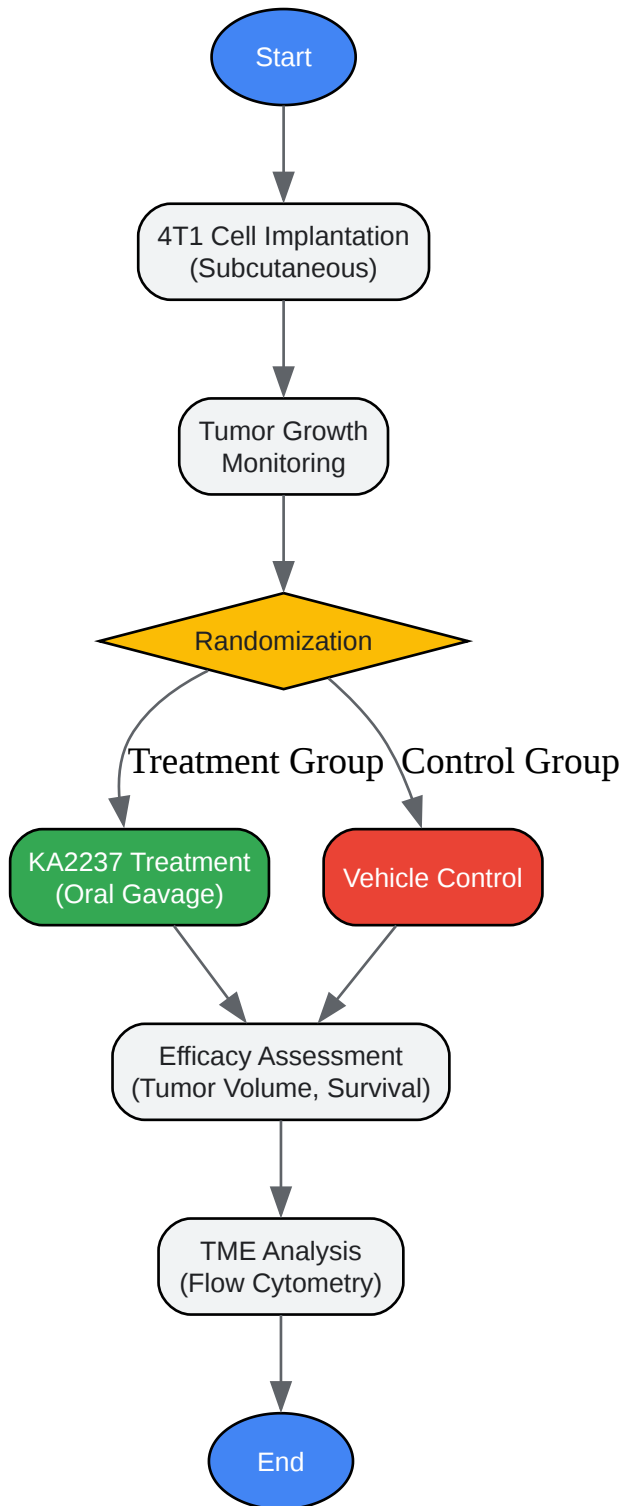 Start
4T1 Cell Implantation
(Subcutaneous)
Tumor Growth
Monitoring
Randomization
Treatment Group
Control Group
KA2237 Treatment
(Oral Gavage)
Vehicle Control
Efficacy Assessment
(Tumor Volume, Survival)
TME Analysis
(Flow Cytometry)
End